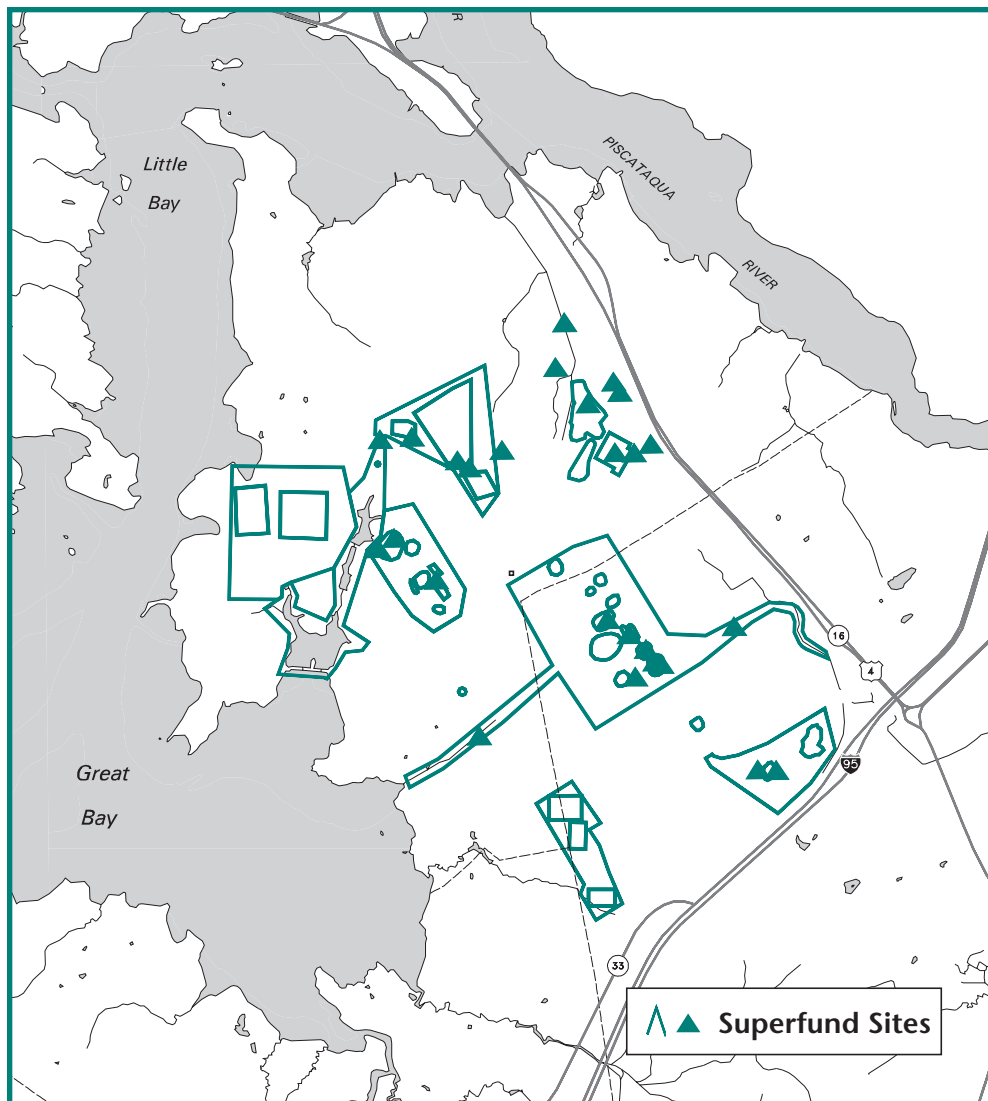 R
Little
Bay
PISCATAQUA
RIVER
16
4
95
Great
Bay
33
Superfund Sites